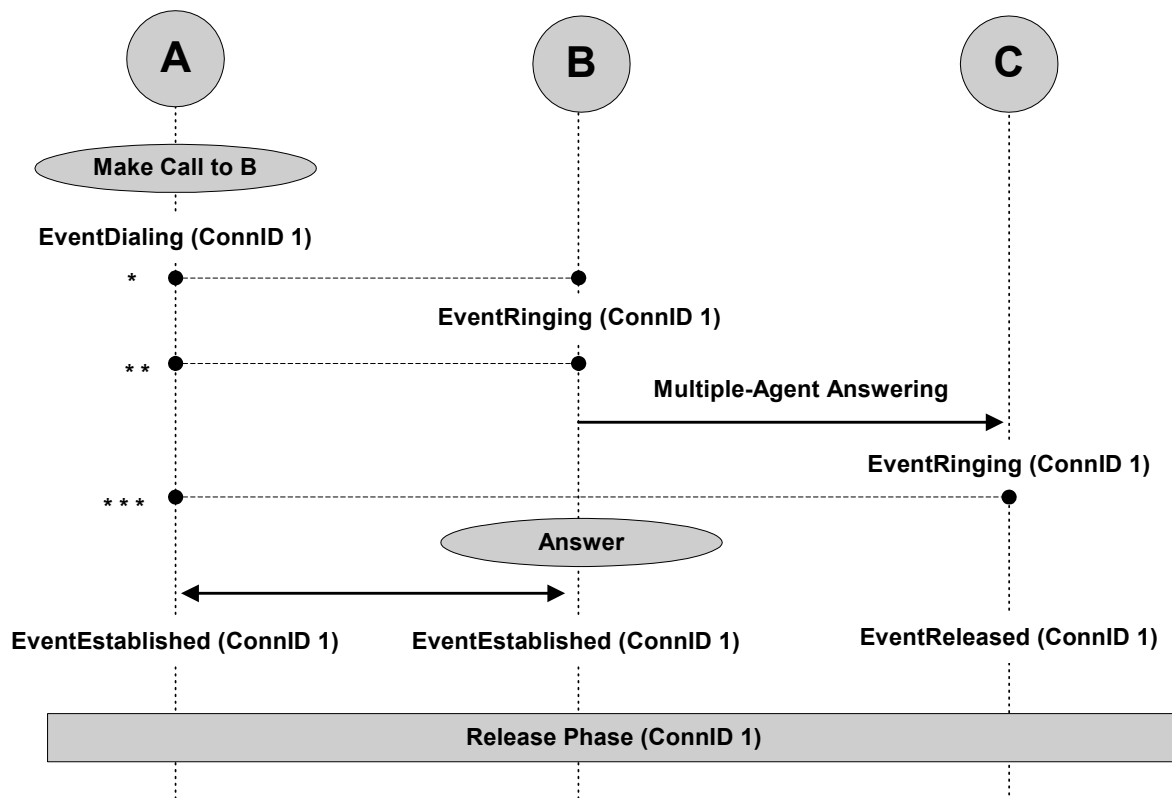 A
B
C
Make Call to B
EventDialing (ConnID 1)
*
EventRinging (ConnID 1)
* *
Multiple-Agent Answering
EventRinging (ConnID 1)
* * *
Answer
EventEstablished (ConnID 1)
EventEstablished (ConnID 1)
EventReleased (ConnID 1)
Release Phase (ConnID 1)